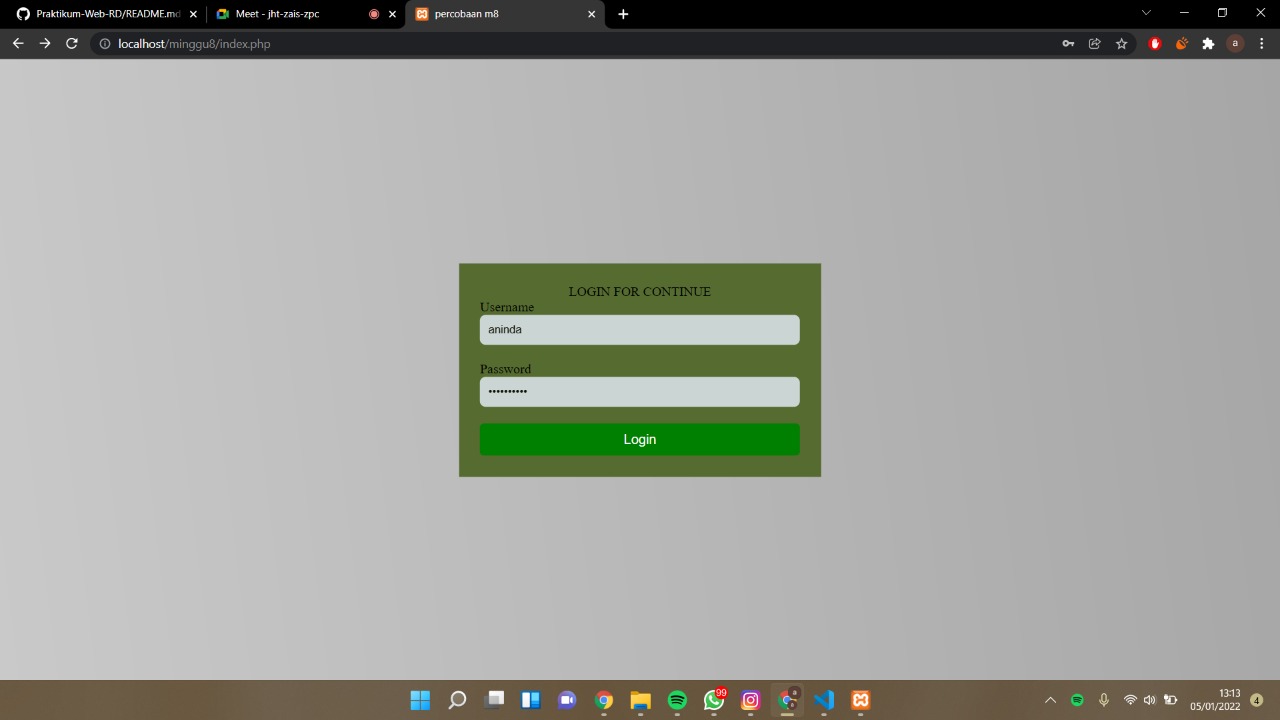 Praktikum-Web-RD/README.md
Meet - jht-zais-zpc
percobaan m8
localhost/minggu8/index.php
a
LOGIN FOR CONTINUE
Username
aninda
Password
••••••••••
Login
99
a
13:13
05/01/2022
4